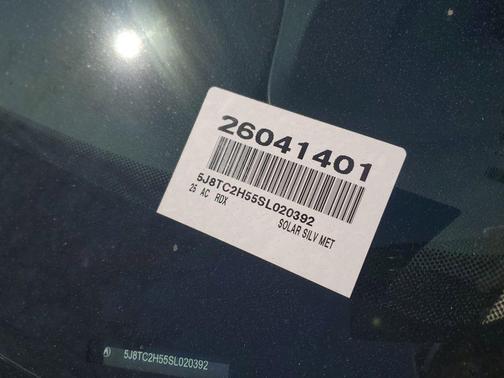 26041401
5J8TC2H55SL020392
25 AC RDX
SOLAR SILV MET
5J8TC2H55SL020392